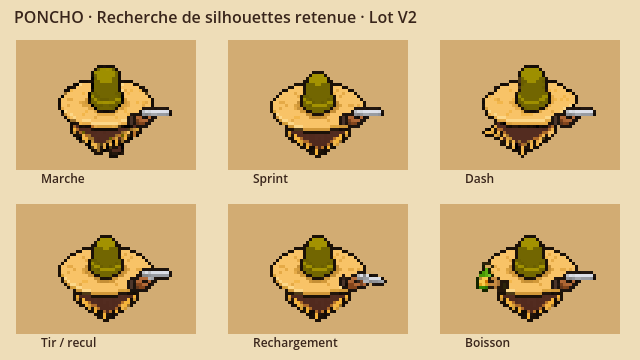 PONCHO · Recherche de silhouettes retenue · Lot V2
Marche
Sprint
Dash
Tir / recul
Rechargement
Boisson